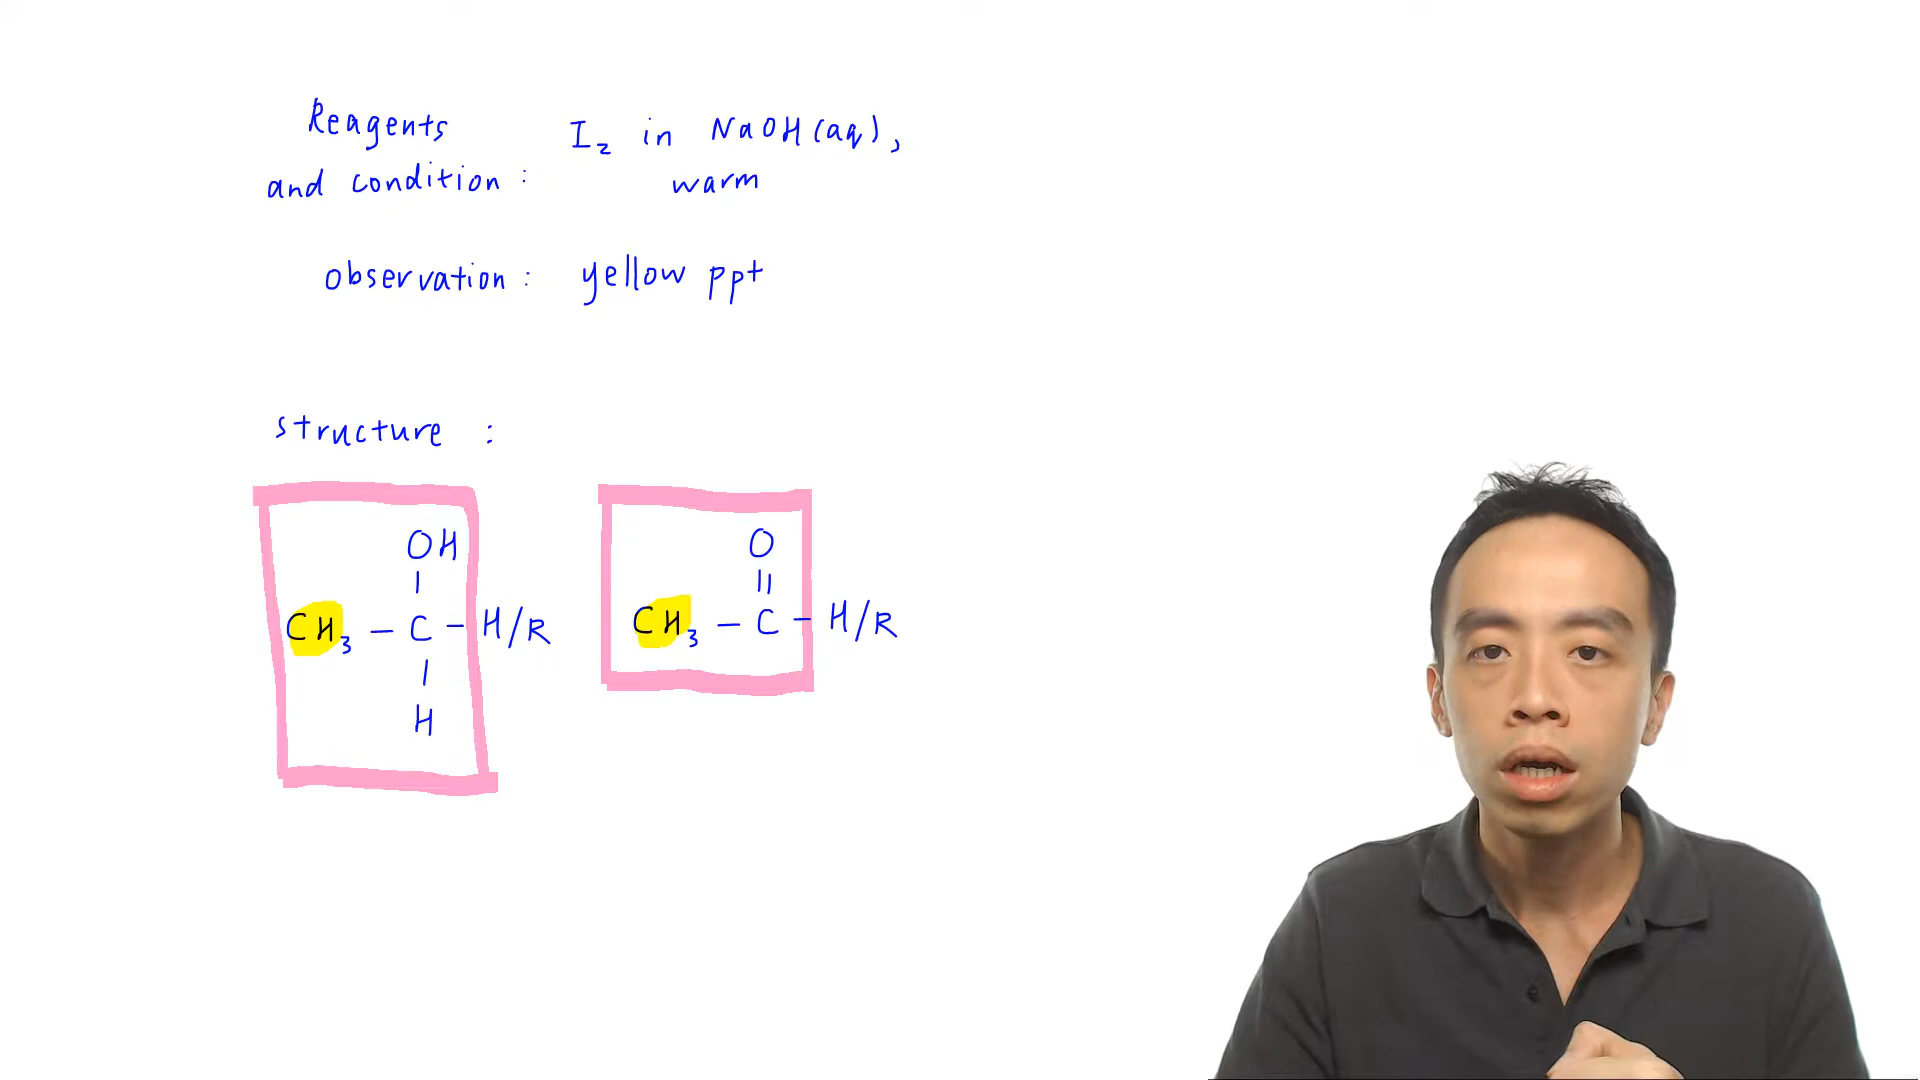 Reagents I₂ in NaOH(aq),
and condition : warm
observation : yellow ppt
structure :
OH
CH₃ – C – H/R
H
O
CH₃ – C – H/R